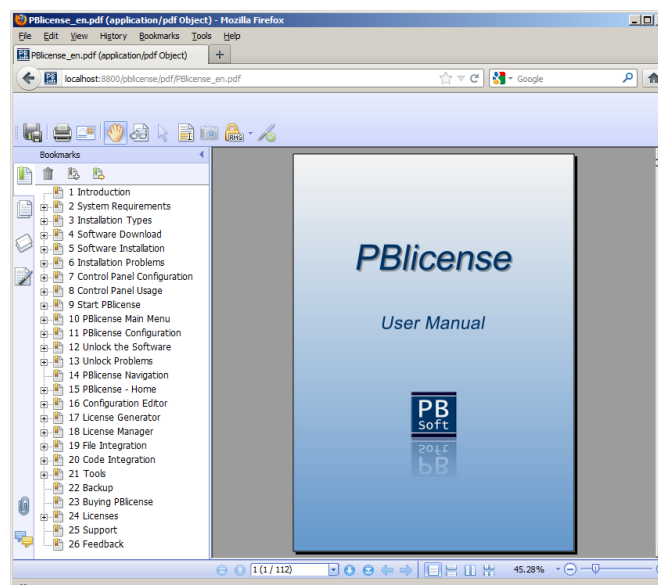 PBlicense_en.pdf (application/pdf Object) - Mozilla Firefox
File Edit View History Bookmarks Tools Help
PBlicense_en.pdf (application/pdf Object)
localhost:8800/pblicense/pdf/PBlicense_en.pdf
Google
RMS
Bookmarks
1 Introduction
2 System Requirements
3 Installation Types
4 Software Download
5 Software Installation
6 Installation Problems
7 Control Panel Configuration
8 Control Panel Usage
9 Start PBlicense
10 PBlicense Main Menu
11 PBlicense Configuration
12 Unlock the Software
13 Unlock Problems
14 PBlicense Navigation
15 PBlicense - Home
16 Configuration Editor
17 License Generator
18 License Manager
19 File Integration
20 Code Integration
21 Tools
22 Backup
23 Buying PBlicense
24 Licenses
25 Support
26 Feedback
PBlicense
User Manual
PB
Soft
1 (1 / 112)
45.28%